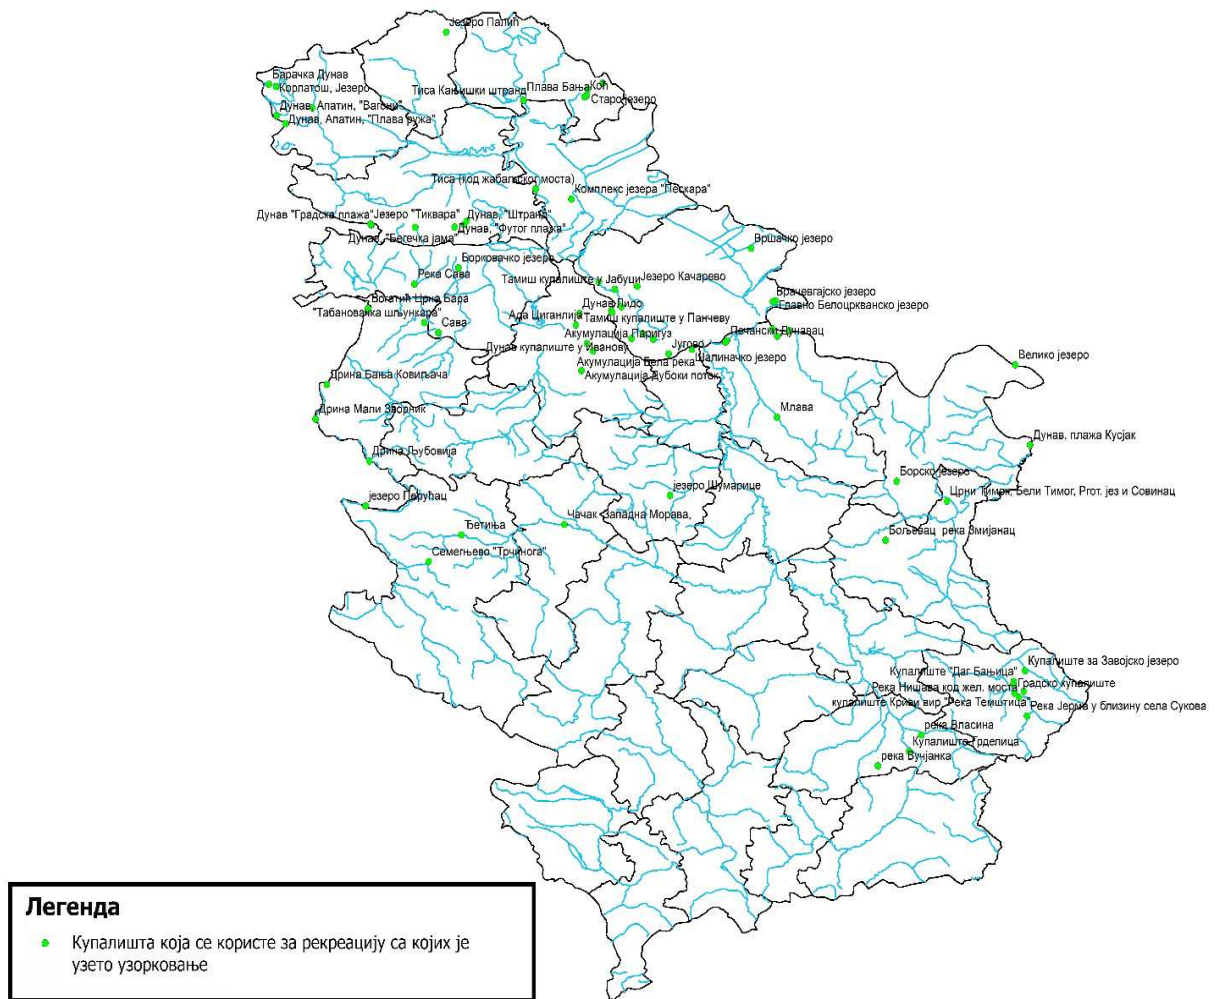 Језеро Палић
Барачка Дунав
Корлатош, Језеро
Тиса Кањишки штранд
Плава Бања
Коп
Старо језеро
Дунав, Апатин, "Вагони"
Дунав, Апатин, "Плава ружа"
Тиса (код жабаљског моста)
Комплекс језера "Пескара"
Дунав "Градска плажа"
Језеро "Тиквара"
Дунав, "Штранд"
Дунав, "Бегечка јама"
Дунав, "Футог плажа"
Вршачко језеро
Борковачко језеро
Река Сава
Тамиш купалиште у Јабуци
Језеро Качарево
Врачевгајско језеро
Главно Белоцркванско језеро
Богатић Црна Бара
"Табановачка шљункара"
Сава
Дунав Лидо
Ада Циганлија
Тамиш купалиште у Панчеву
Акумулација Паригуз
Печански Дунавац
Дунав купалиште у Иванову
Југово
Шалиначко језеро
Акумулација Бела река
Акумулација Дубоки поток
Велико језеро
Дрина Бања Ковиљача
Дрина Мали Зворник
Млава
Дунав, плажа Кусјак
Дрина Љубовија
Борско језеро
језеро Перућац
језеро Шумарице
Црни Тимок, Бели Тимог, Ргот. јез и Совинац
Чачак Западна Морава,
Ђетиња
Бољевац река Змијанац
Семегњево "Трчинога"
Купалиште за Завојско језеро
Купалиште "Даг Бањица"
Градско купалиште
Река Нишава код жел. моста
купалиште Криви вир "Река Темштица"
Река Јерма у близину села Сукова
река Власина
Купалиште Грделица
река Вучјанка
Легенда
Купалишта која се користе за рекреацију са којих је
узето узорковање